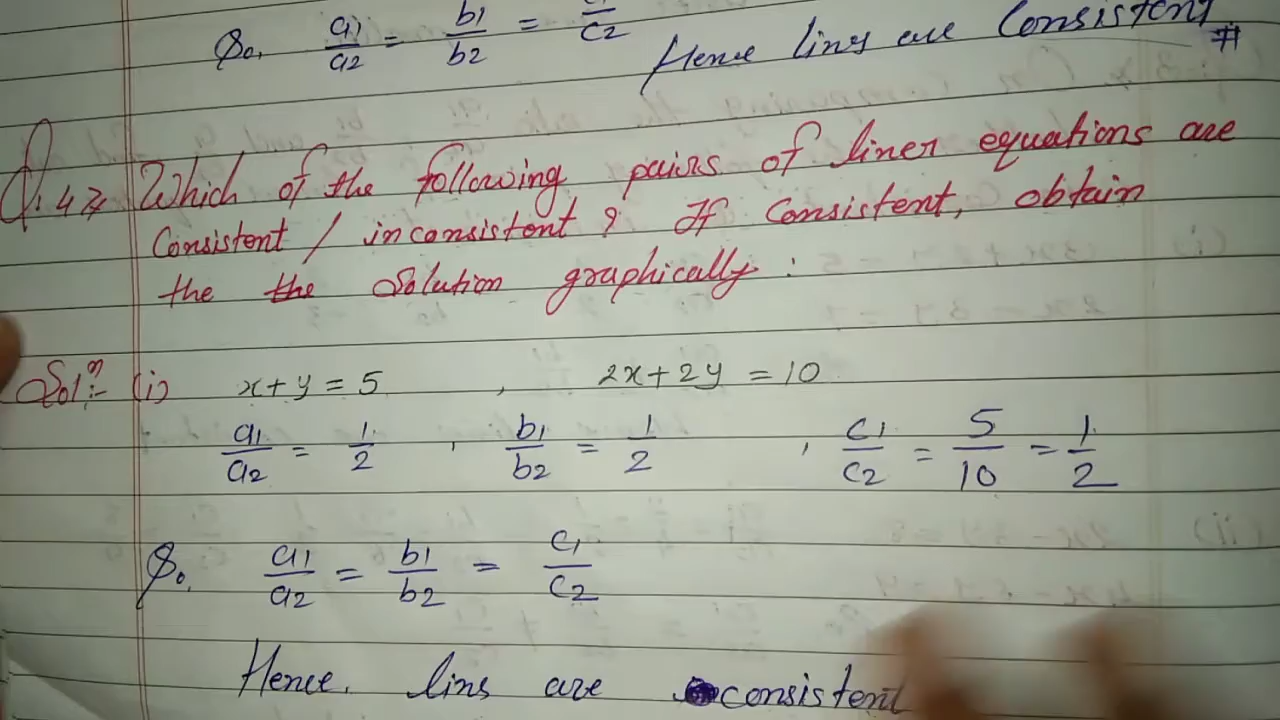 So, a1/a2 = b1/b2 = c1/c2 Hence lines are Consistent #
Q.4⇒ Which of the following pairs of liner equations are
Consistent / inconsistent ? If Consistent, obtain
the the Solution graphically :
Solⁿ:- (i) x + y = 5 , 2x + 2y = 10
a1/a2 = 1/2 , b1/b2 = 1/2 , c1/c2 = 5/10 = 1/2
So, a1/a2 = b1/b2 = c1/c2
Hence, lins are consistent